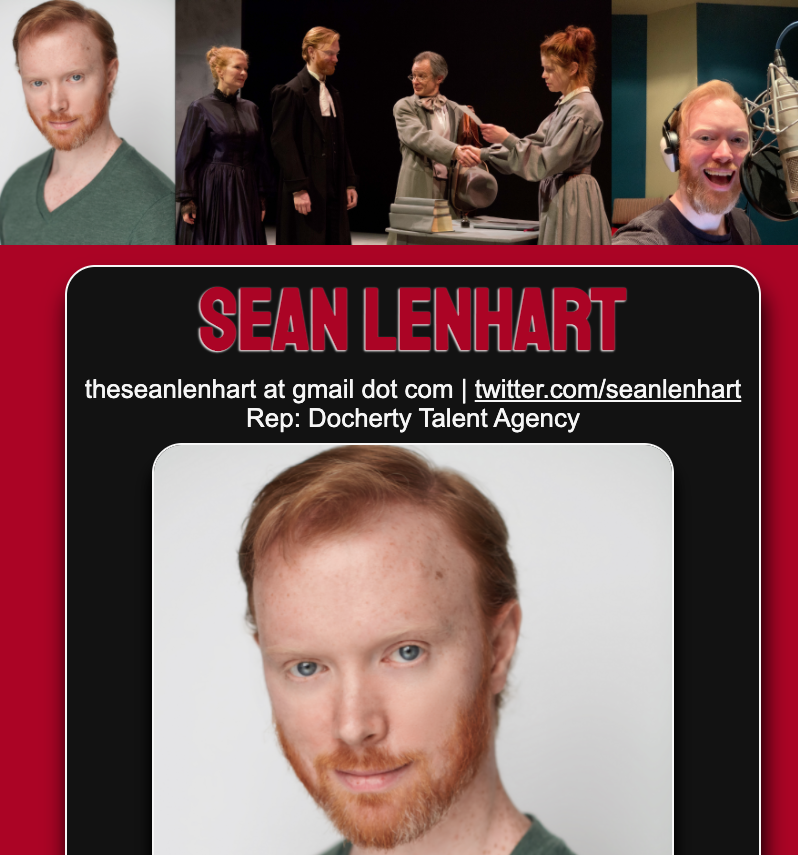 SEAN LENHART
theseanlenhart at gmail dot com | twitter.com/seanlenhart
Rep: Docherty Talent Agency